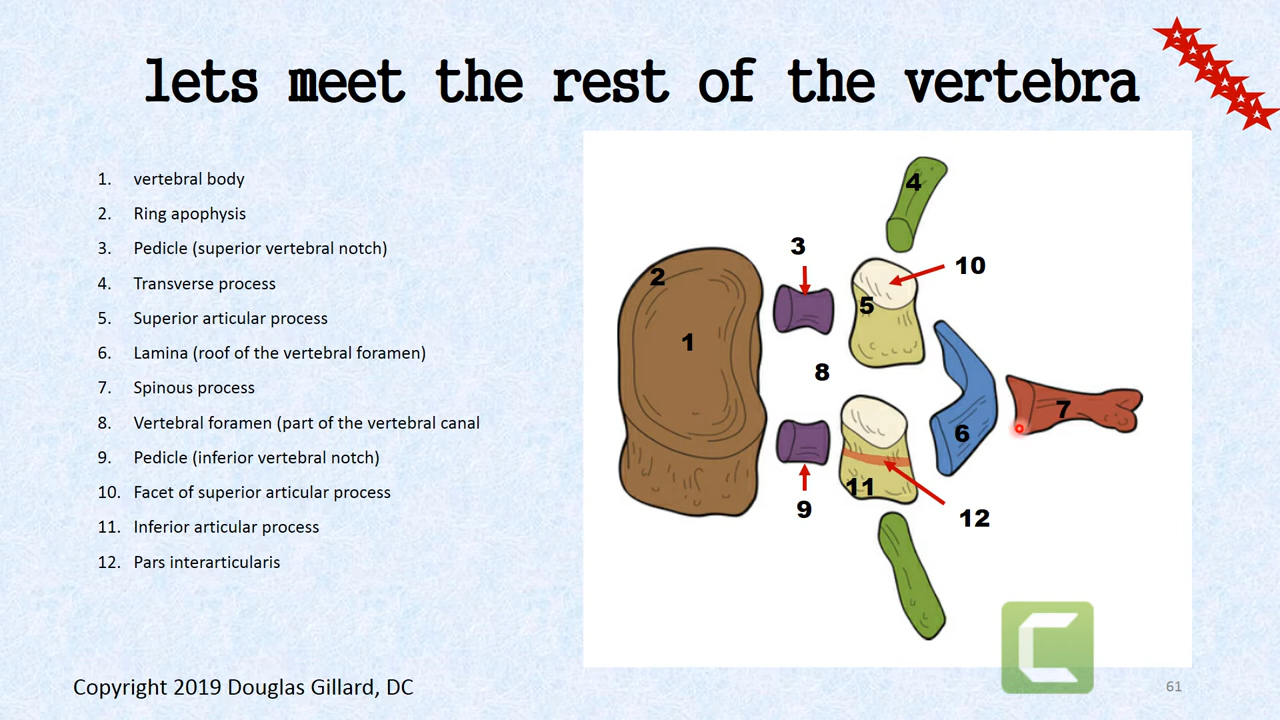 lets meet the rest of the vertebra
1. vertebral body
2. Ring apophysis
3. Pedicle (superior vertebral notch)
4. Transverse process
5. Superior articular process
6. Lamina (roof of the vertebral foramen)
7. Spinous process
8. Vertebral foramen (part of the vertebral canal
9. Pedicle (inferior vertebral notch)
10. Facet of superior articular process
11. Inferior articular process
12. Pars interarticularis
4
3
10
2
5
1
8
7
6
11
9
12
Copyright 2019 Douglas Gillard, DC
61